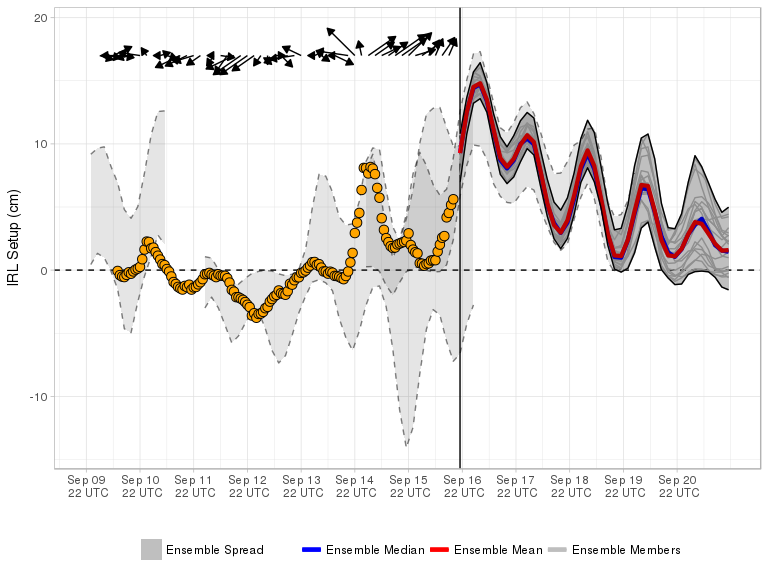 20
10
0
-10
IRL Setup (cm)
Sep 09 Sep 10 Sep 11 Sep 12 Sep 13 Sep 14 Sep 15 Sep 16 Sep 17 Sep 18 Sep 19 Sep 20
22 UTC 22 UTC 22 UTC 22 UTC 22 UTC 22 UTC 22 UTC 22 UTC 22 UTC 22 UTC 22 UTC 22 UTC
Ensemble Spread Ensemble Median Ensemble Mean Ensemble Members